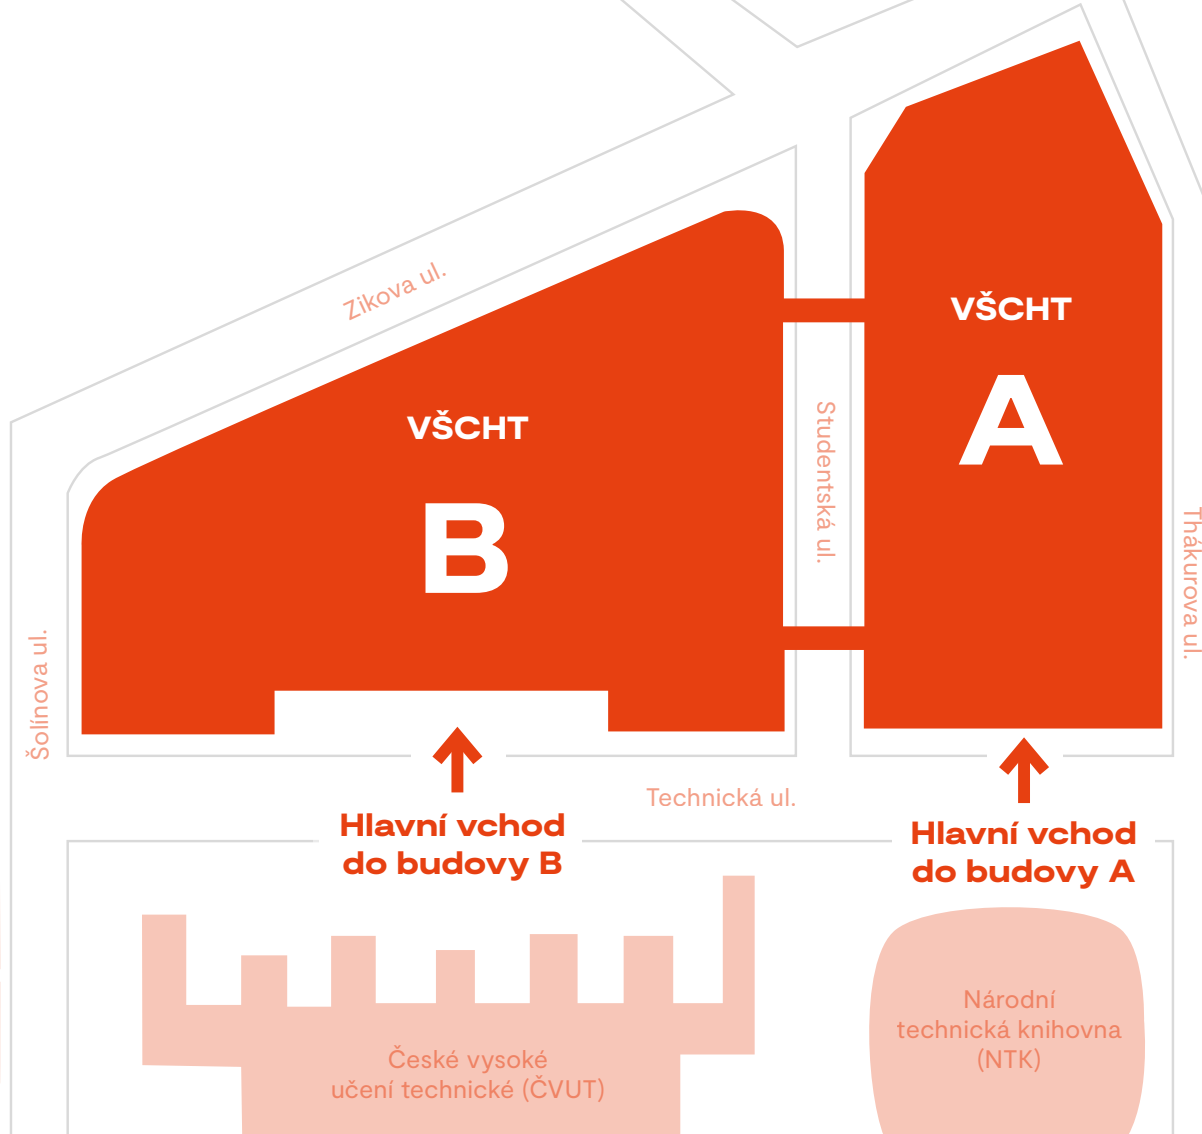 Zikova ul.
VŠCHT
A
VŠCHT
B
Studentská ul.
Thákurova ul.
Šolínova ul.
Technická ul.
Hlavní vchod
do budovy B
Hlavní vchod
do budovy A
České vysoké
učení technické (ČVUT)
Národní
technická knihovna
(NTK)